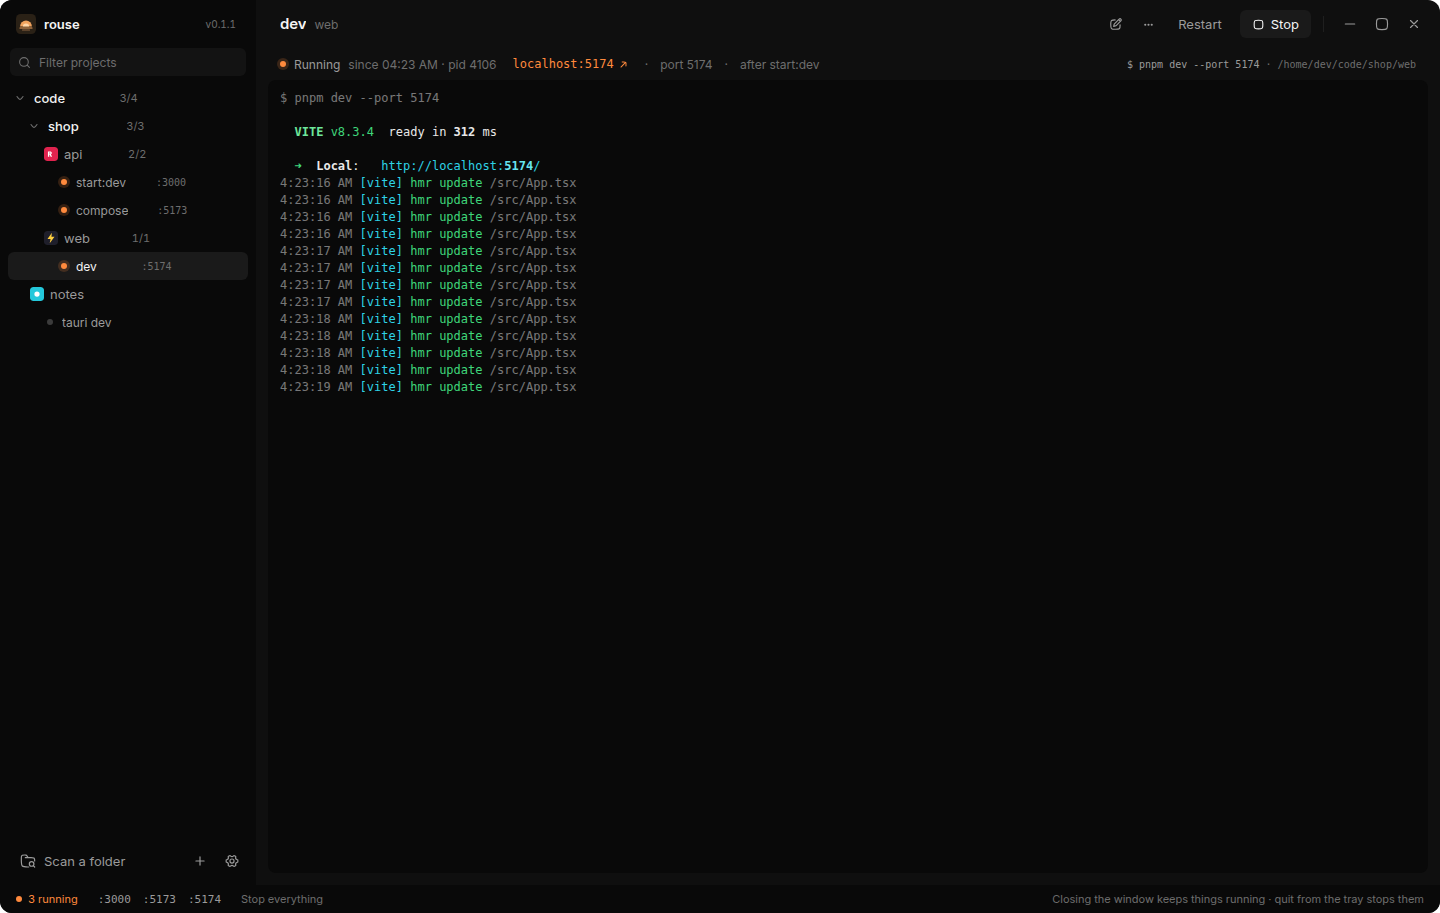 rouse
v0.1.1
Filter projects
code 3/4
shop 3/3
api 2/2
start:dev :3000
compose :5173
web 1/1
dev :5174
notes
tauri dev
Scan a folder
dev web
Restart
Stop
Running since 04:23 AM · pid 4106 localhost:5174 ↗ · port 5174 · after start:dev
$ pnpm dev --port 5174 · /home/dev/code/shop/web
$ pnpm dev --port 5174
VITE v8.3.4 ready in 312 ms
➜ Local: http://localhost:5174/
4:23:16 AM [vite] hmr update /src/App.tsx
4:23:16 AM [vite] hmr update /src/App.tsx
4:23:16 AM [vite] hmr update /src/App.tsx
4:23:16 AM [vite] hmr update /src/App.tsx
4:23:17 AM [vite] hmr update /src/App.tsx
4:23:17 AM [vite] hmr update /src/App.tsx
4:23:17 AM [vite] hmr update /src/App.tsx
4:23:17 AM [vite] hmr update /src/App.tsx
4:23:18 AM [vite] hmr update /src/App.tsx
4:23:18 AM [vite] hmr update /src/App.tsx
4:23:18 AM [vite] hmr update /src/App.tsx
4:23:18 AM [vite] hmr update /src/App.tsx
4:23:19 AM [vite] hmr update /src/App.tsx
3 running :3000 :5173 :5174 Stop everything
Closing the window keeps things running · quit from the tray stops them